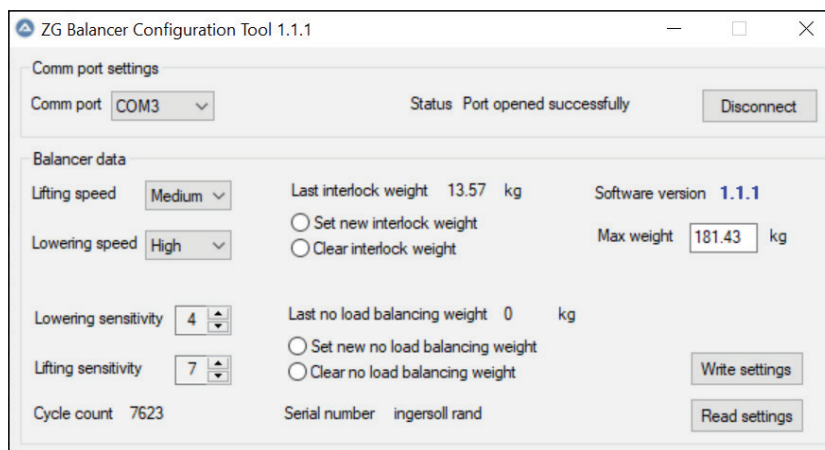 ZG Balancer Configuration Tool 1.1.1
Comm port settings
Comm port COM3 Status Port opened successfully Disconnect
Balancer data
Lifting speed Medium Last interlock weight 13.57 kg Software version 1.1.1
Set new interlock weight
Lowering speed High Clear interlock weight Max weight 181.43 kg
Lowering sensitivity 4 Last no load balancing weight 0 kg
Set new no load balancing weight
Lifting sensitivity 7 Clear no load balancing weight Write settings
Cycle count 7623 Serial number ingersoll rand Read settings